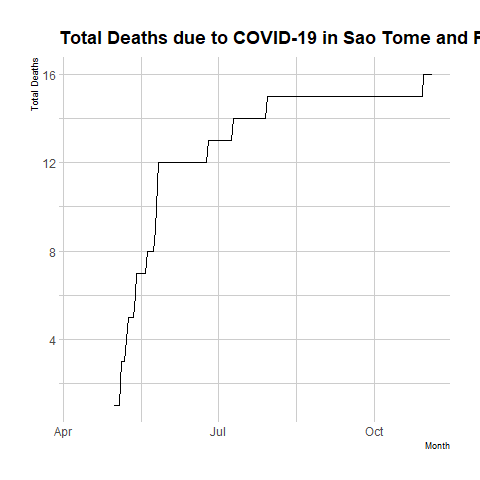 Total Deaths due to COVID-19 in Sao Tome and
Total Deaths
16
12
8
4
Apr
Jul
Oct
Month